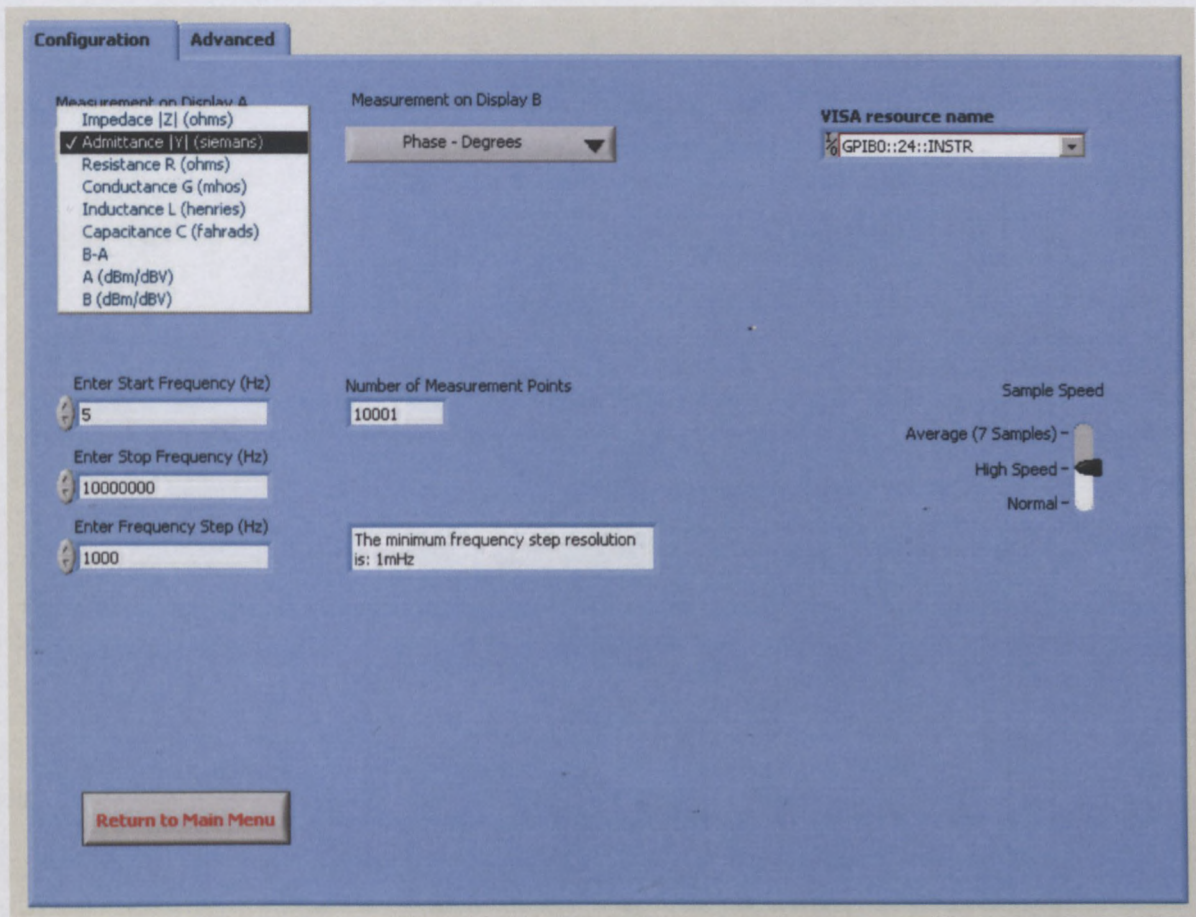 Configuration
Advanced
Measurement on Display A
Impedace |Z| (ohms)
✓ Admittance |Y| (siemans)
Resistance R (ohms)
Conductance G (mhos)
Inductance L (henries)
Capacitance C (fahrads)
B-A
A (dBm/dBV)
B (dBm/dBV)
Measurement on Display B
Phase - Degrees
VISA resource name
I/O GPIB0::24::INSTR
Enter Start Frequency (Hz)
5
Enter Stop Frequency (Hz)
10000000
Enter Frequency Step (Hz)
1000
Number of Measurement Points
10001
The minimum frequency step resolution
is: 1mHz
Sample Speed
Average (7 Samples) -
High Speed -
Normal -
Return to Main Menu